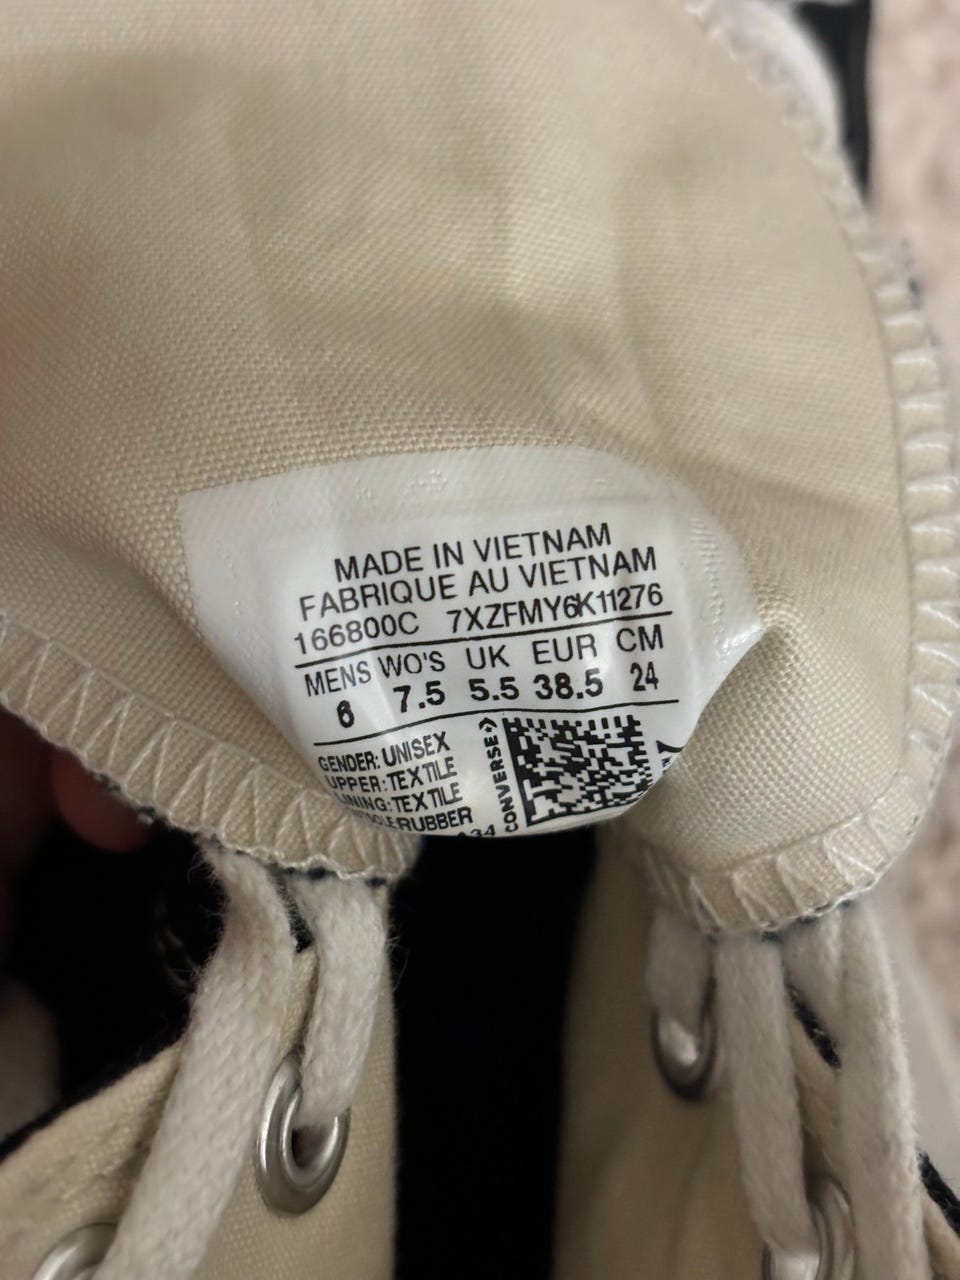 MADE IN VIETNAM
FABRIQUE AU VIETNAM
166800C 7XZFMY6K11276
MENS WO'S UK EUR CM
6 7.5 5.5 38.5 24
GENDER: UNISEX
UPPER: TEXTILE
LINING: TEXTILE
RUBBER
CONVERSE